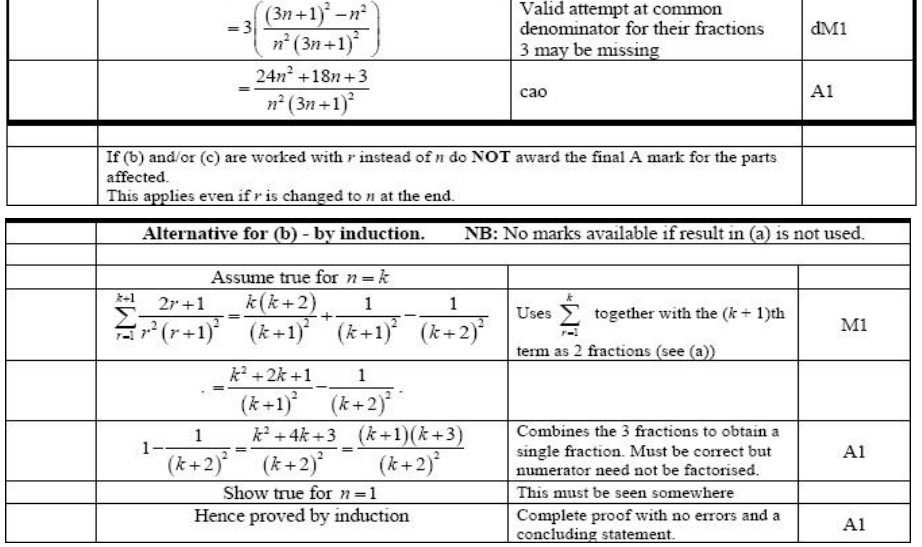 = 3( ((3n+1)² − n²) / (n²(3n+1)²) ) Valid attempt at common denominator for their fractions 3 may be missing dM1
= (24n² + 18n + 3) / (n²(3n+1)²) cao A1
If (b) and/or (c) are worked with r instead of n do NOT award the final A mark for the parts
affected.
This applies even if r is changed to n at the end.
Alternative for (b) - by induction. NB: No marks available if result in (a) is not used.
Assume true for n = k
∑_{r=1}^{k+1} (2r+1) / (r²(r+1)²) = k(k+2) / (k+1)² + 1 / (k+1)² − 1 / (k+2)² Uses ∑_{r=1}^{k} together with the (k + 1)th term as 2 fractions (see (a)) M1
. = (k² + 2k + 1) / (k+1)² − 1 / (k+2)² .
1 − 1 / (k+2)² = (k² + 4k + 3) / (k+2)² = (k+1)(k+3) / (k+2)² Combines the 3 fractions to obtain a single fraction. Must be correct but numerator need not be factorised. A1
Show true for n = 1 This must be seen somewhere
Hence proved by induction Complete proof with no errors and a concluding statement. A1